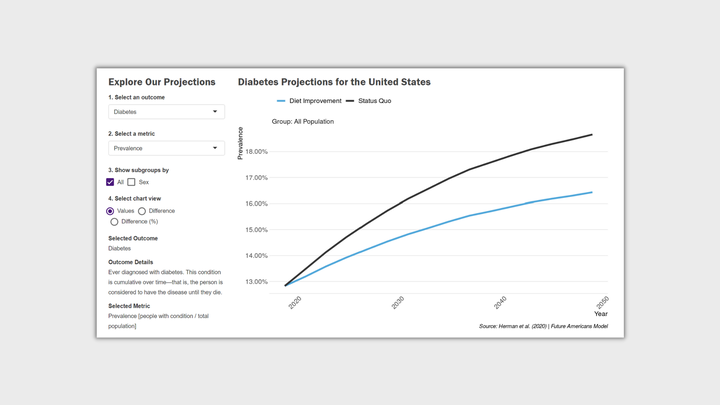 Explore Our Projections
1. Select an outcome
Diabetes
2. Select a metric
Prevalence
3. Show subgroups by
All Sex
4. Select chart view
Values Difference
Difference (%)
Selected Outcome
Diabetes
Outcome Details
Ever diagnosed with diabetes. This condition
is cumulative over time—that is, the person is
considered to have the disease until they die.
Selected Metric
Prevalence [people with condition / total
population]
Diabetes Projections for the United States
Diet Improvement Status Quo
Group: All Population
Prevalence
18.00%
17.00%
16.00%
15.00%
14.00%
13.00%
2020 2030 2040 2050
Year
Source: Herman et al. (2020) | Future Americans Model